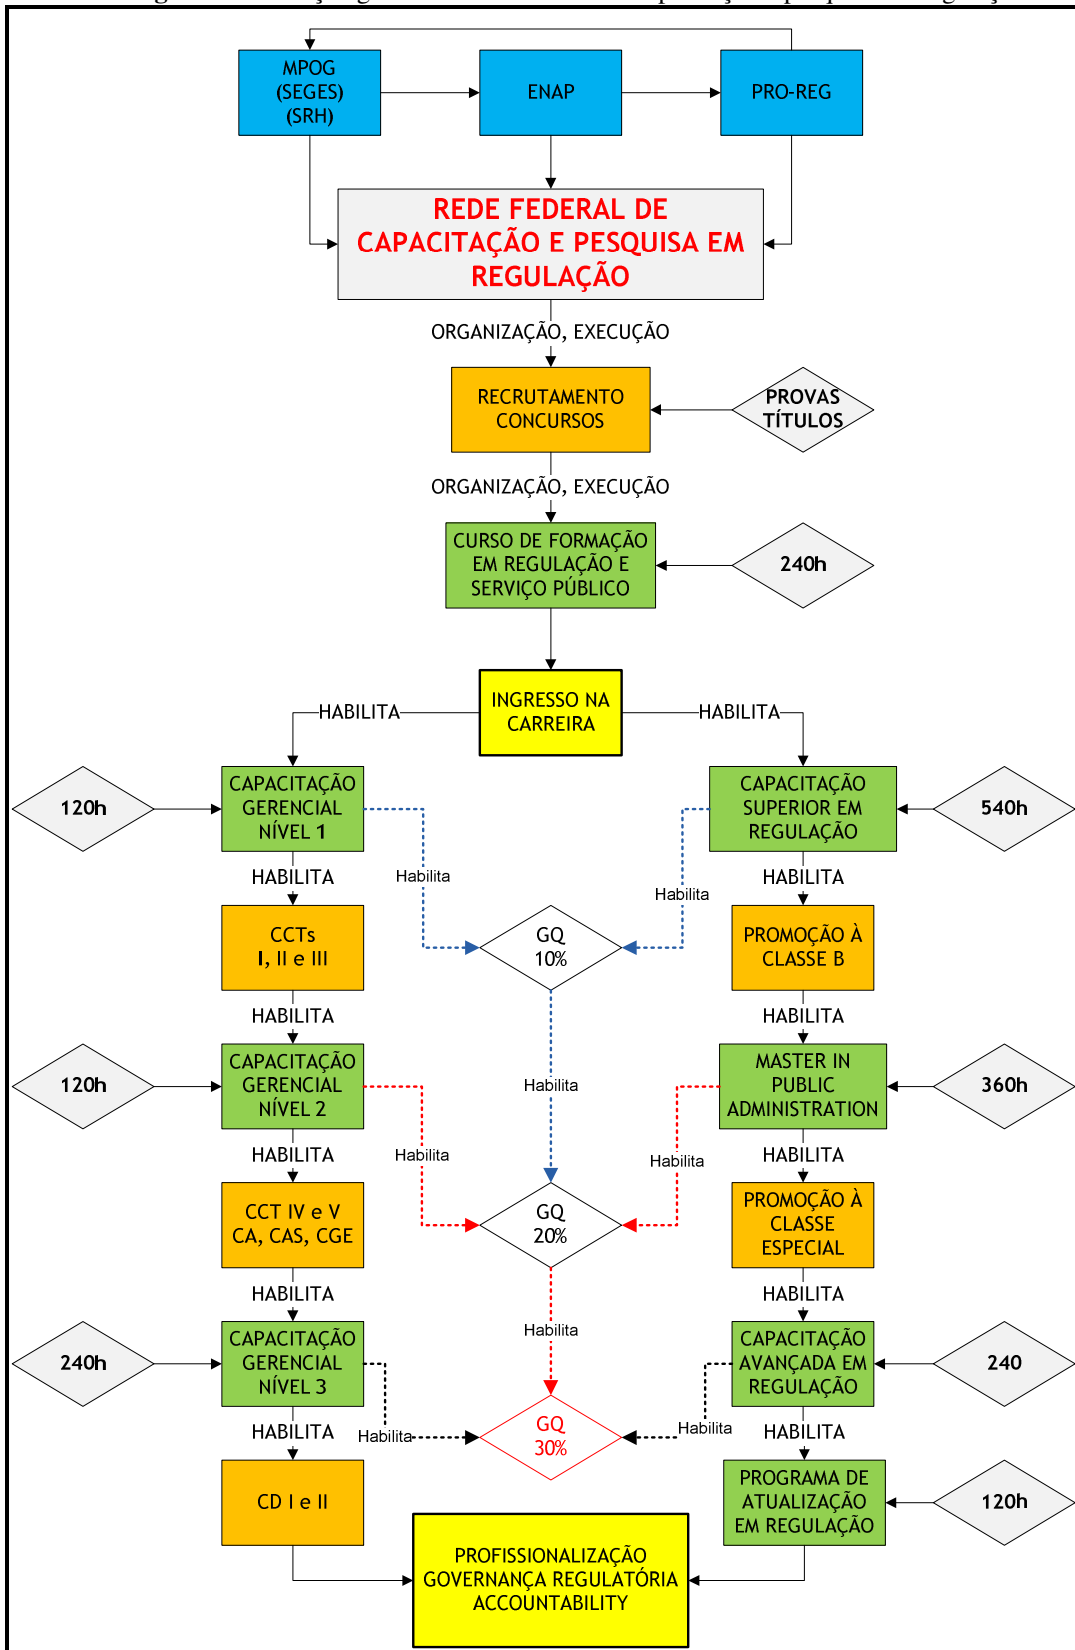 MPOG
(SEGES)
(SRH)
ENAP
PRO-REG
REDE FEDERAL DE
CAPACITAÇÃO E PESQUISA EM
REGULAÇÃO
ORGANIZAÇÃO, EXECUÇÃO
RECRUTAMENTO
CONCURSOS
PROVAS
TÍTULOS
ORGANIZAÇÃO, EXECUÇÃO
CURSO DE FORMAÇÃO
EM REGULAÇÃO E
SERVIÇO PÚBLICO
240h
INGRESSO NA
CARREIRA
HABILITA
HABILITA
120h
CAPACITAÇÃO
GERENCIAL
NÍVEL 1
CAPACITAÇÃO
SUPERIOR EM
REGULAÇÃO
540h
HABILITA
Habilita
Habilita
HABILITA
CCTs
I, II e III
GQ
10%
PROMOÇÃO À
CLASSE B
HABILITA
HABILITA
120h
CAPACITAÇÃO
GERENCIAL
NÍVEL 2
Habilita
MASTER IN
PUBLIC
ADMINISTRATION
360h
HABILITA
Habilita
Habilita
HABILITA
CCT IV e V
CA, CAS, CGE
GQ
20%
PROMOÇÃO À
CLASSE
ESPECIAL
HABILITA
HABILITA
240h
CAPACITAÇÃO
GERENCIAL
NÍVEL 3
Habilita
CAPACITAÇÃO
AVANÇADA EM
REGULAÇÃO
240
HABILITA
Habilita
GQ
30%
Habilita
HABILITA
CD I e II
PROGRAMA DE
ATUALIZAÇÃO
EM REGULAÇÃO
120h
PROFISSIONALIZAÇÃO
GOVERNANÇA REGULATÓRIA
ACCOUNTABILITY